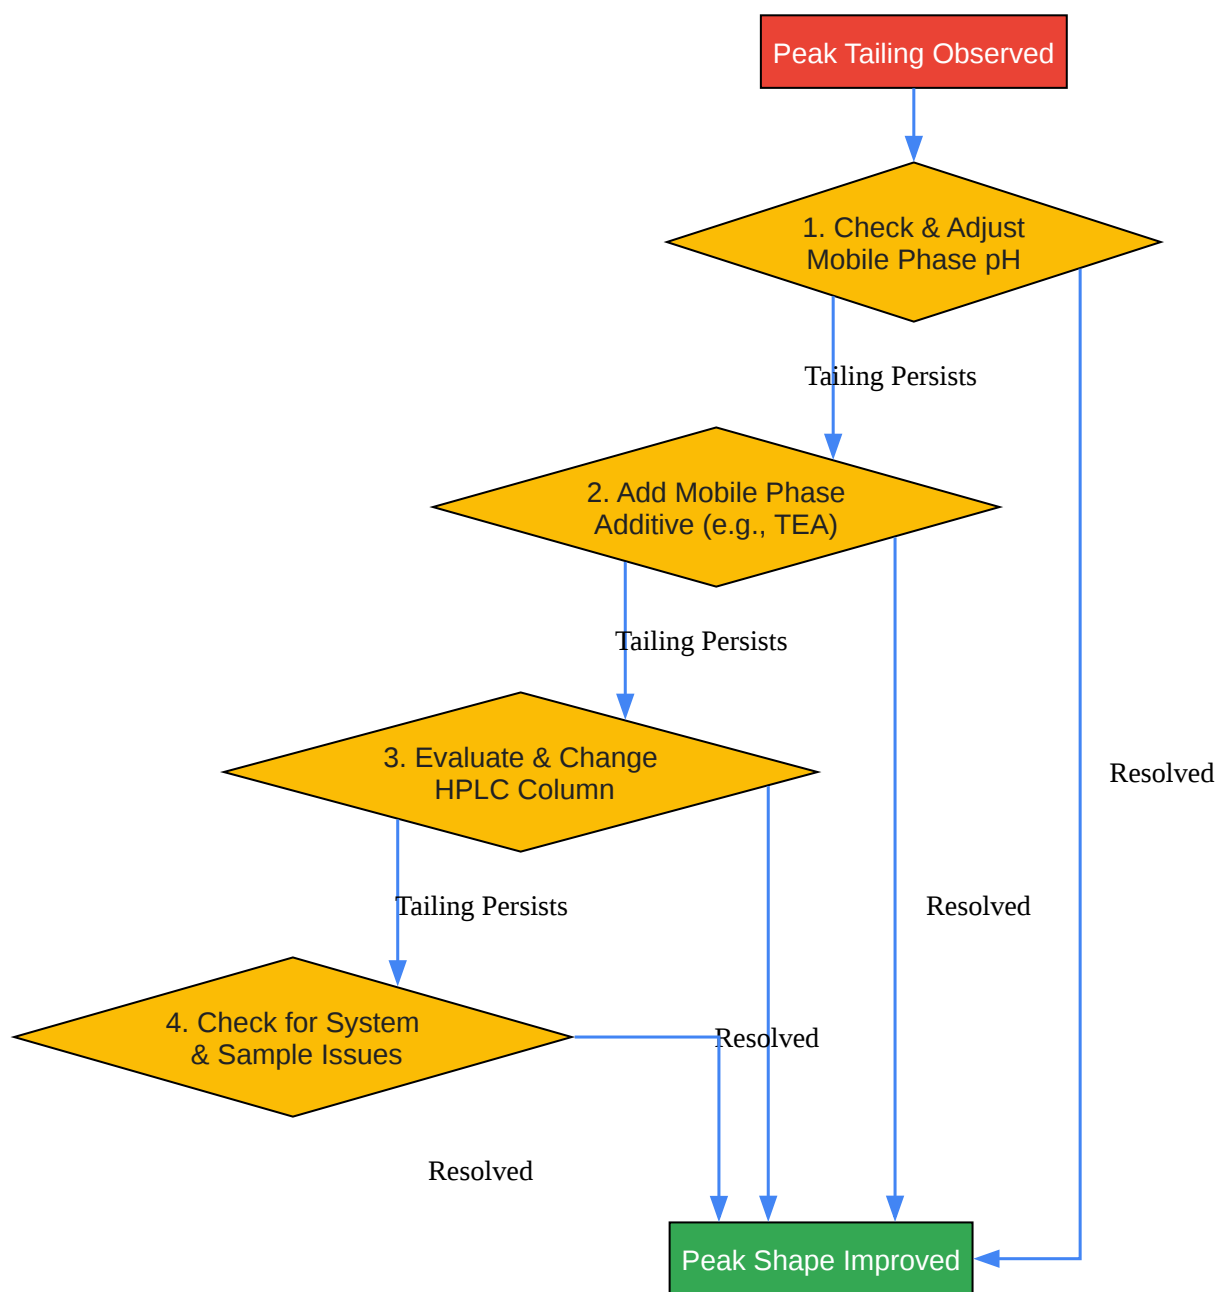 Peak Tailing Observed
1. Check & Adjust
Mobile Phase pH
Tailing Persists
2. Add Mobile Phase
Additive (e.g., TEA)
Tailing Persists
3. Evaluate & Change
HPLC Column
Resolved
Tailing Persists
Resolved
4. Check for System
& Sample Issues
Resolved
Resolved
Peak Shape Improved